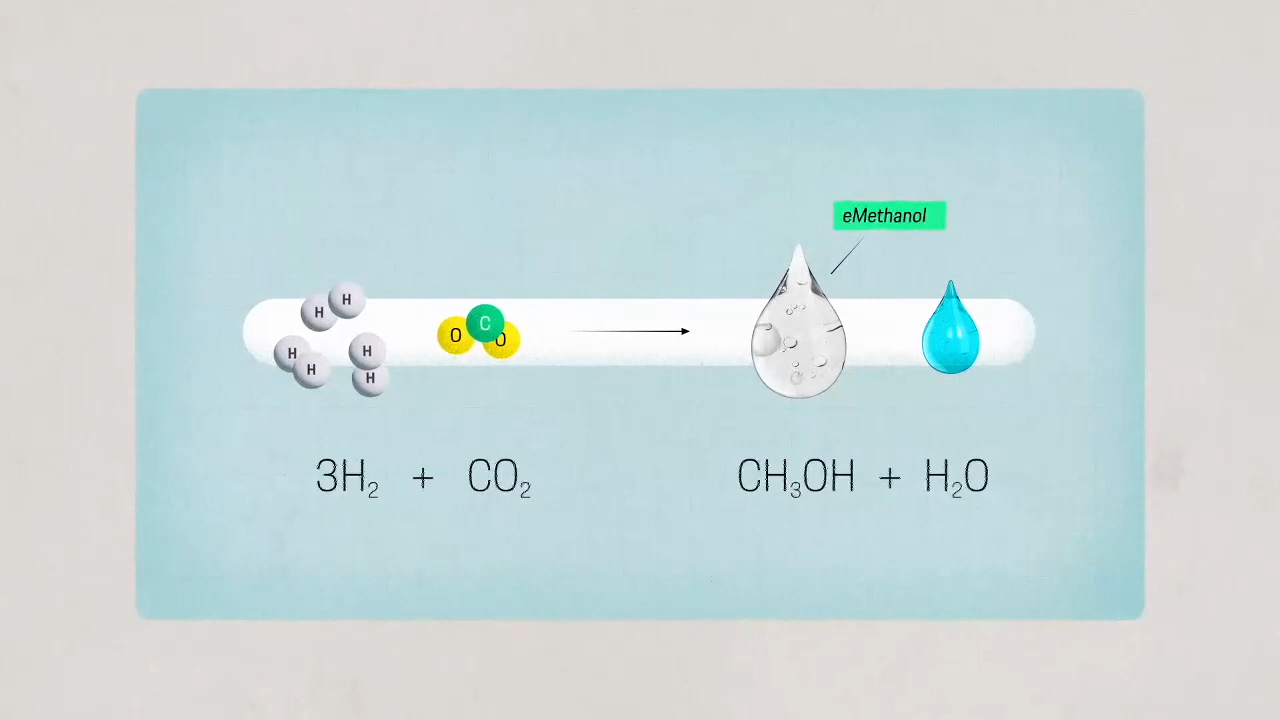 eMethanol
H H
H H
H H
O C O
3H₂ + CO₂
CH₃OH + H₂O